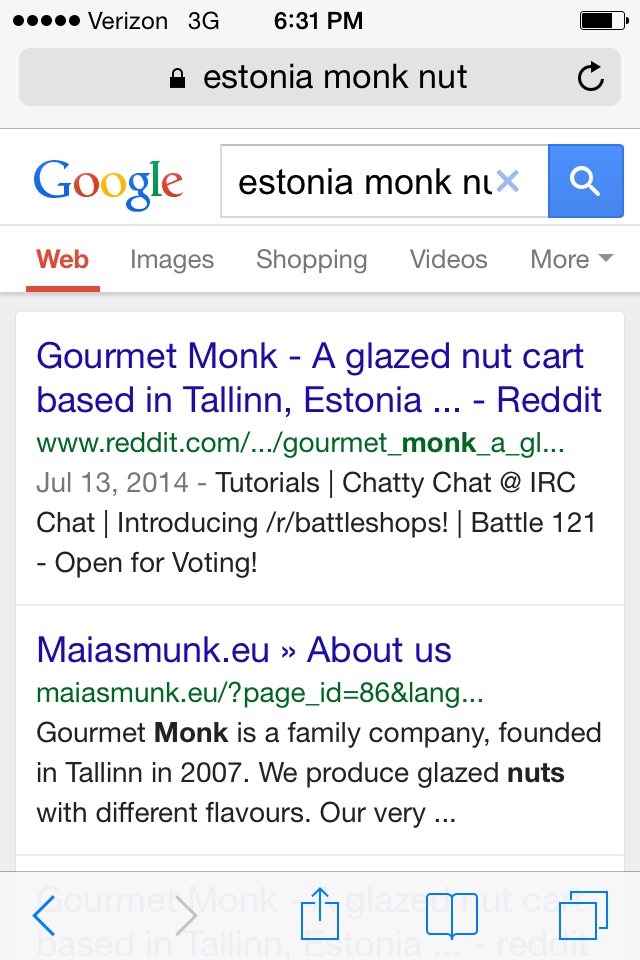 Verizon 3G 6:31 PM
estonia monk nut
Google estonia monk nu
Web Images Shopping Videos More
Gourmet Monk - A glazed nut cart
based in Tallinn, Estonia ... - Reddit
www.reddit.com/.../gourmet_monk_a_gl...
Jul 13, 2014 - Tutorials | Chatty Chat @ IRC
Chat | Introducing /r/battleshops! | Battle 121
- Open for Voting!
Maiasmunk.eu » About us
maiasmunk.eu/?page_id=86&lang...
Gourmet Monk is a family company, founded
in Tallinn in 2007. We produce glazed nuts
with different flavours. Our very ...
Gourmet Monk - A glazed nut cart
based in Tallinn, Estonia ... - reddit